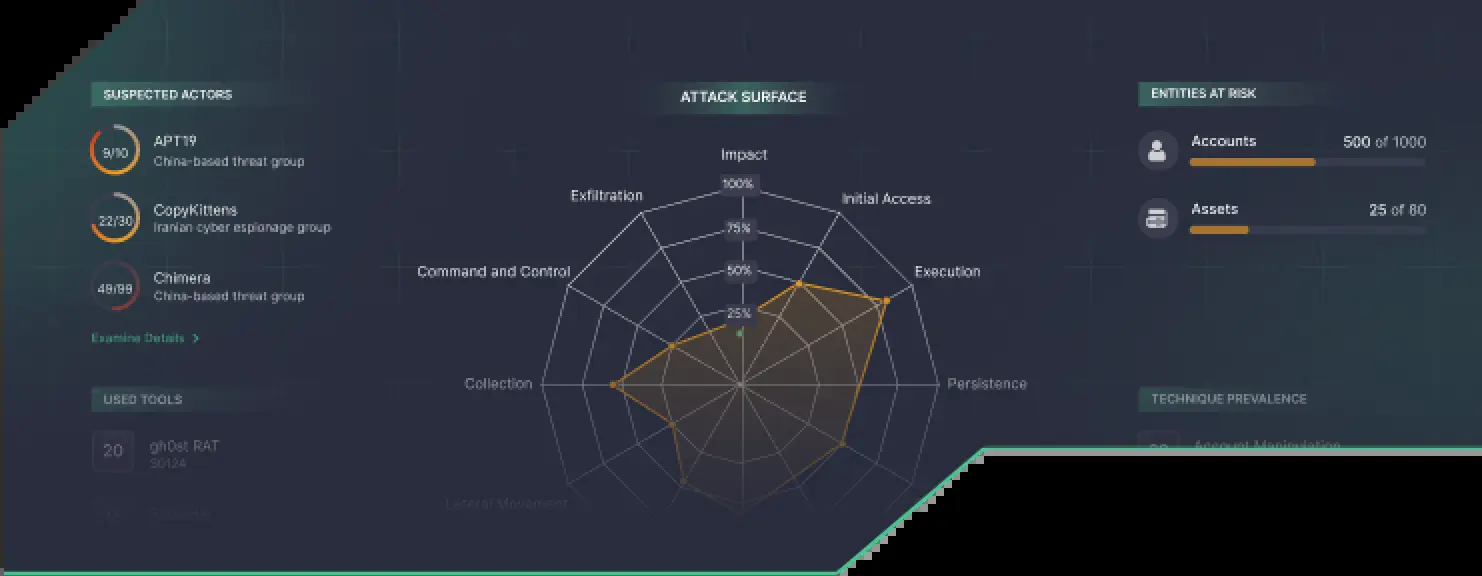 SUSPECTED ACTORS
9/10
APT19
China-based threat group
22/30
CopyKittens
Iranian cyber espionage group
49/99
Chimera
China-based threat group
Examine Details
USED TOOLS
20
gh0st RAT
S0124
ATTACK SURFACE
Impact
100%
75%
50%
25%
Exfiltration
Initial Access
Command and Control
Execution
Collection
Persistence
Lateral Movement
ENTITIES AT RISK
Accounts
500 of 1000
Assets
25 of 80
TECHNIQUE PREVALENCE
Account Manipulation